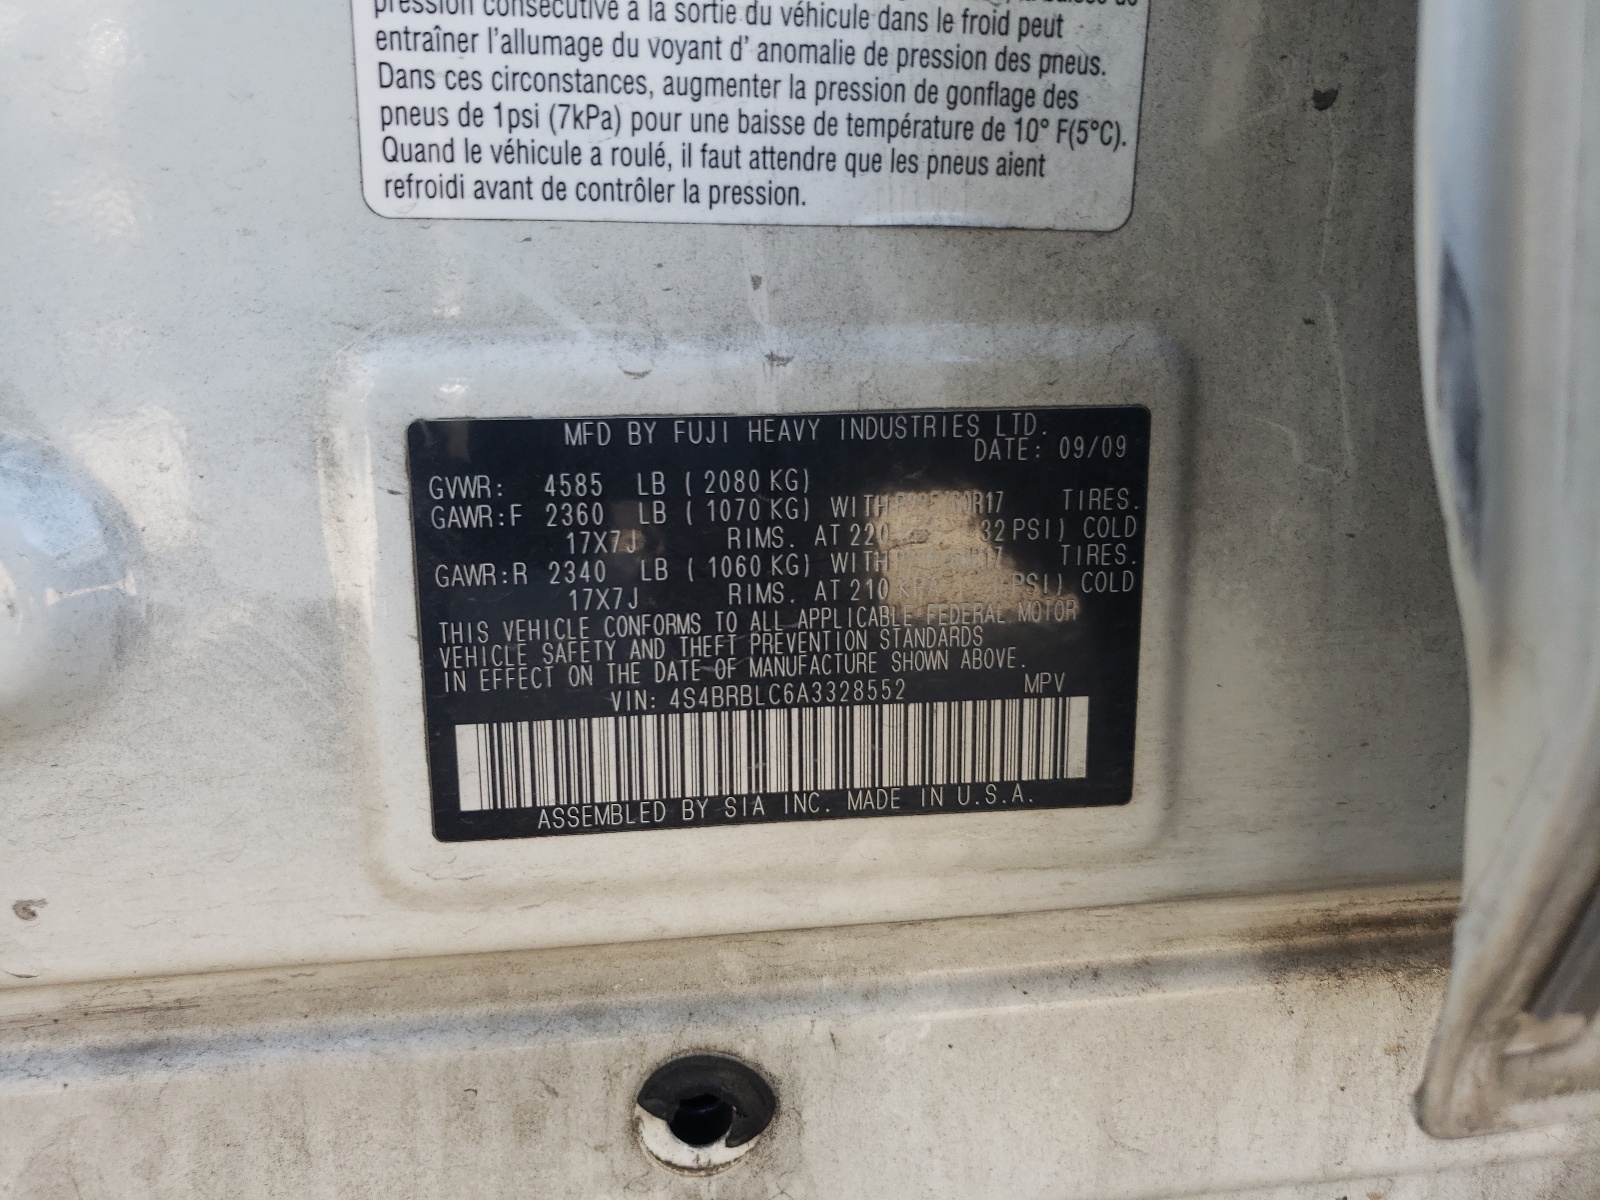 pression consécutive à la sortie du véhicule dans le froid peut
entraîner l'allumage du voyant d' anomalie de pression des pneus.
Dans ces circonstances, augmenter la pression de gonflage des
pneus de 1psi (7kPa) pour une baisse de température de 10° F(5°C).
Quand le véhicule a roulé, il faut attendre que les pneus aient
refroidi avant de contrôler la pression.
MFD BY FUJI HEAVY INDUSTRIES LTD.
DATE: 09/09
GVWR: 4585 LB ( 2080 KG)
GAWR:F 2360 LB ( 1070 KG) WITH TIRES.
17X7J RIMS. AT 220 32 PSI) COLD
GAWR:R 2340 LB ( 1060 KG) WITH TIRES.
17X7J RIMS. AT 210 KPA PSI) COLD
THIS VEHICLE CONFORMS TO ALL APPLICABLE FEDERAL MOTOR
VEHICLE SAFETY AND THEFT PREVENTION STANDARDS
IN EFFECT ON THE DATE OF MANUFACTURE SHOWN ABOVE.
VIN: 4S4BRBLC6A3328552 MPV
ASSEMBLED BY SIA INC. MADE IN U.S.A.